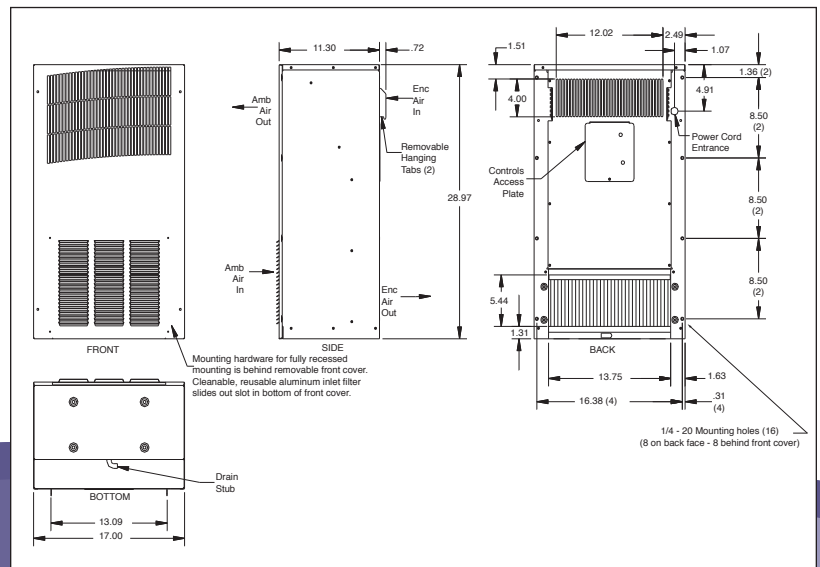 11.30
.72
12.02
2.49
1.07
1.51
1.36 (2)
4.00
4.91
8.50
(2)
Amb
Air
Out
Enc
Air
In
Removable
Hanging
Tabs (2)
Power Cord
Entrance
Controls
Access
Plate
28.97
8.50
(2)
8.50
(2)
Amb
Air
In
Enc
Air
Out
5.44
1.31
FRONT
SIDE
BACK
Mounting hardware for fully recessed
mounting is behind removable front cover.
Cleanable, reusable aluminum inlet filter
slides out slot in bottom of front cover.
13.75
1.63
16.38 (4)
.31
(4)
1/4 - 20 Mounting holes (16)
(8 on back face - 8 behind front cover)
Drain
Stub
BOTTOM
13.09
17.00